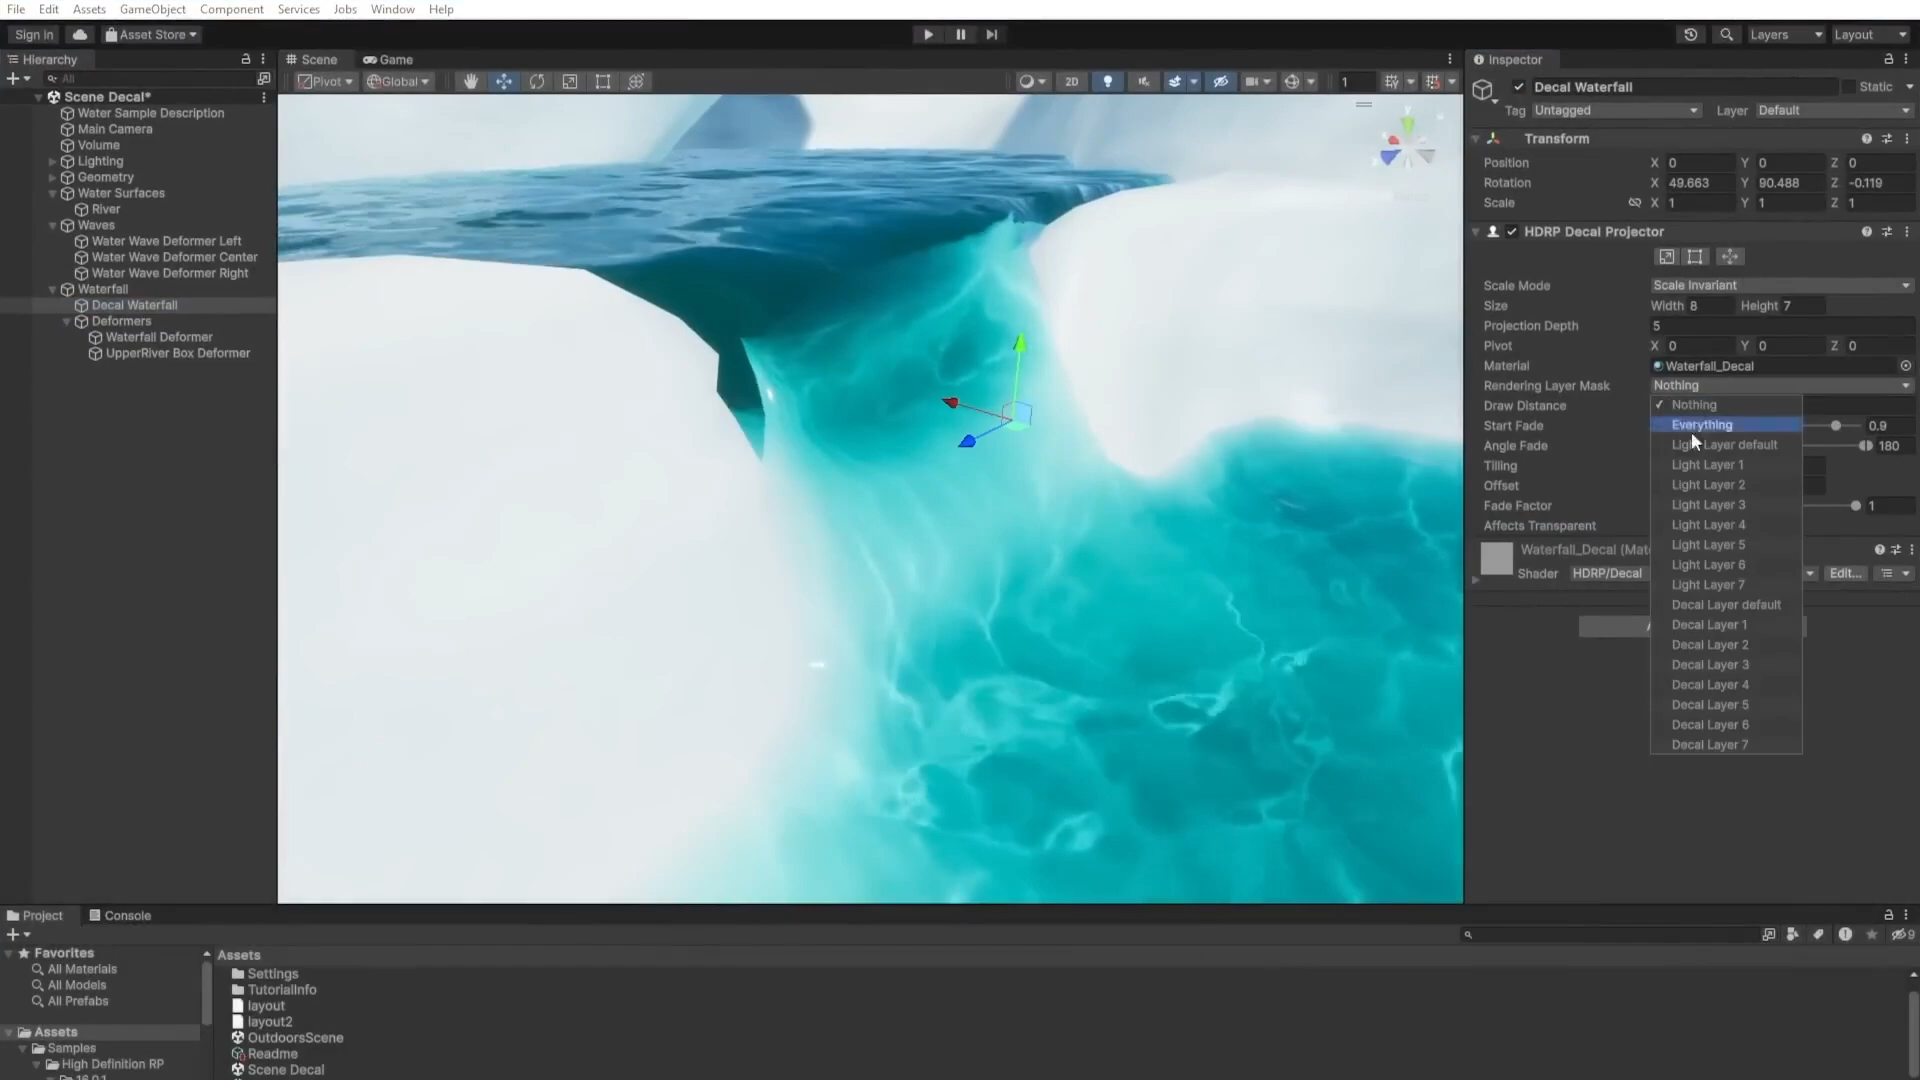 File Edit Assets GameObject Component Services Jobs Window Help
Sign in Asset Store Layers Layout
Hierarchy
All
Scene Decal*
Water Sample Description
Main Camera
Volume
Lighting
Geometry
Water Surfaces
River
Waves
Water Wave Deformer Left
Water Wave Deformer Center
Water Wave Deformer Right
Waterfall
Decal Waterfall
Deformers
Waterfall Deformer
UpperRiver Box Deformer
Scene Game
Pivot Global 2D 1
Inspector
Decal Waterfall Static
Tag Untagged Layer Default
Transform
Position X 0 Y 0 Z 0
Rotation X 49.663 Y 90.488 Z -0.119
Scale X 1 Y 1 Z 1
HDRP Decal Projector
Scale Mode Scale Invariant
Size Width 8 Height 7
Projection Depth 5
Pivot X 0 Y 0 Z 0
Material Waterfall_Decal
Rendering Layer Mask Nothing
Draw Distance
Start Fade 0.9
Angle Fade 180
Tilling
Offset
Fade Factor 1
Affects Transparent
Nothing
Everything
Light Layer default
Light Layer 1
Light Layer 2
Light Layer 3
Light Layer 4
Light Layer 5
Light Layer 6
Light Layer 7
Decal Layer default
Decal Layer 1
Decal Layer 2
Decal Layer 3
Decal Layer 4
Decal Layer 5
Decal Layer 6
Decal Layer 7
Waterfall_Decal (Mat
Shader HDRP/Decal Edit...
Project Console
9
Favorites
All Materials
All Models
All Prefabs
Assets
Samples
High Definition RP
16.0.1
Assets
Settings
TutorialInfo
layout
layout2
OutdoorsScene
Readme
Scene Decal